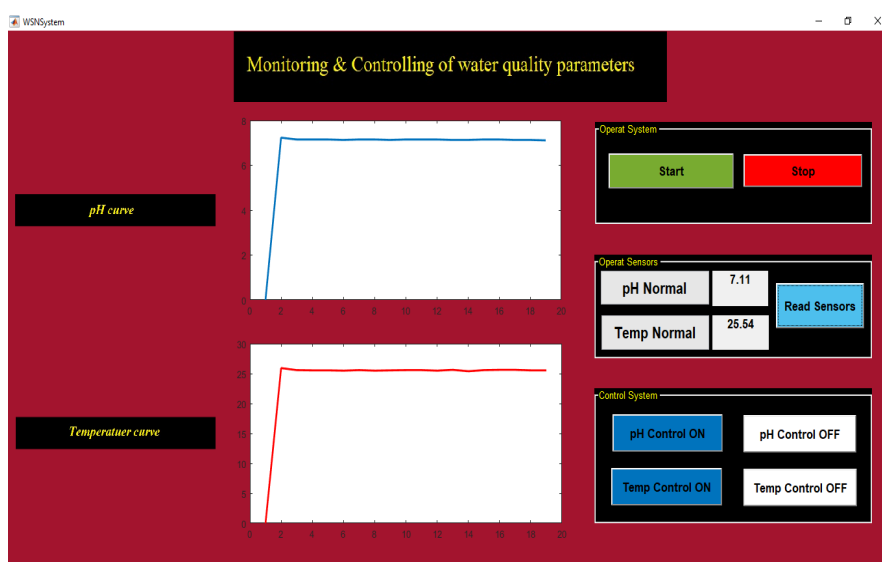 WSNSystem
Monitoring & Controlling of water quality parameters
pH curve
8
6
4
2
0
0 2 4 6 8 10 12 14 16 18 20
Temperatuer curve
30
25
20
15
10
5
0
0 2 4 6 8 10 12 14 16 18 20
Operat System
Start Stop
Operat Sensors
pH Normal 7.11
Read Sensors
Temp Normal 25.54
Control System
pH Control ON pH Control OFF
Temp Control ON Temp Control OFF